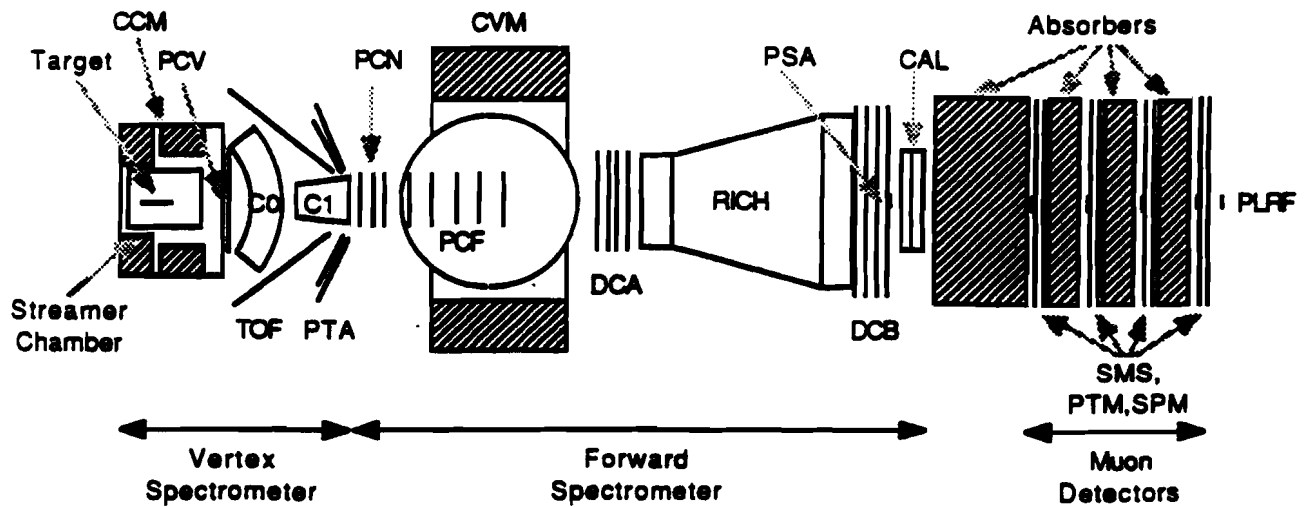 CCM
CVM
Absorbers
Target
PCV
PCN
PSA
CAL
C0
C1
PCF
RICH
PLRF
DCA
Streamer
Chamber
TOF
PTA
DCB
SMS,
PTM,SPM
Vertex
Spectrometer
Forward
Spectrometer
Muon
Detectors